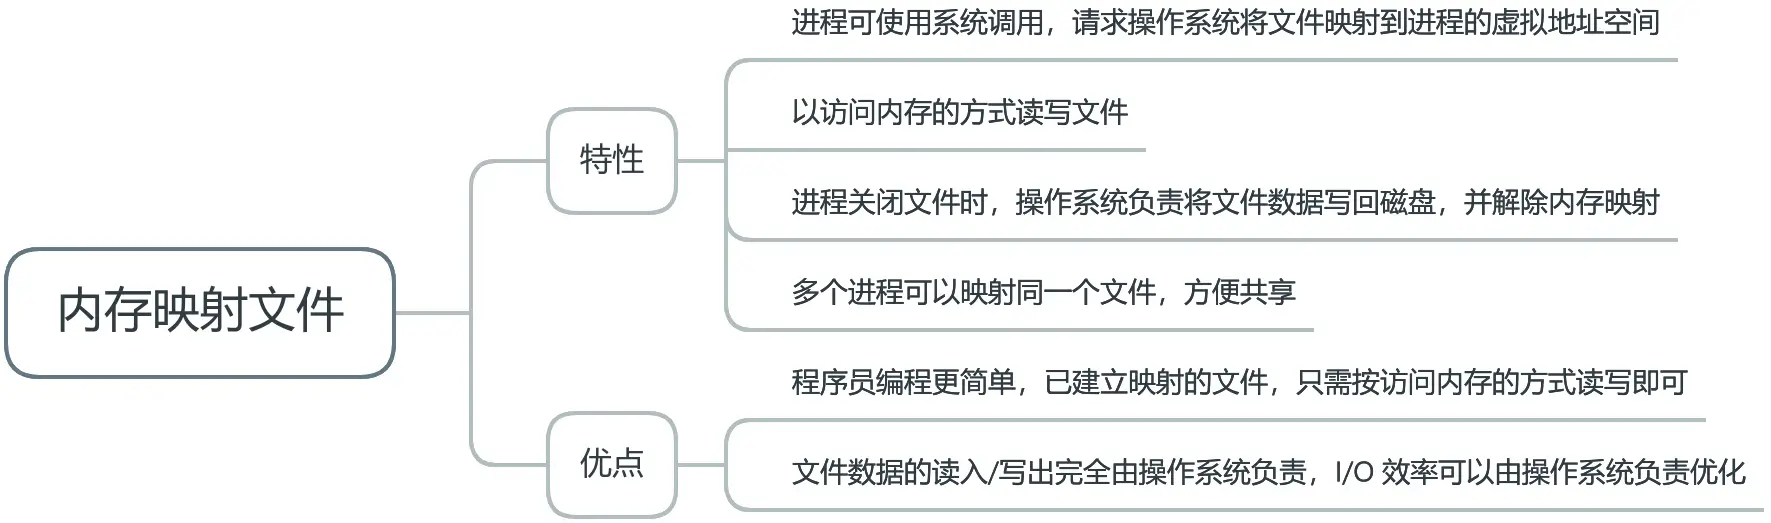 内存映射文件
特性
进程可使用系统调用，请求操作系统将文件映射到进程的虚拟地址空间
以访问内存的方式读写文件
进程关闭文件时，操作系统负责将文件数据写回磁盘，并解除内存映射
多个进程可以映射同一个文件，方便共享
优点
程序员编程更简单，已建立映射的文件，只需按访问内存的方式读写即可
文件数据的读入/写出完全由操作系统负责，I/O 效率可以由操作系统负责优化